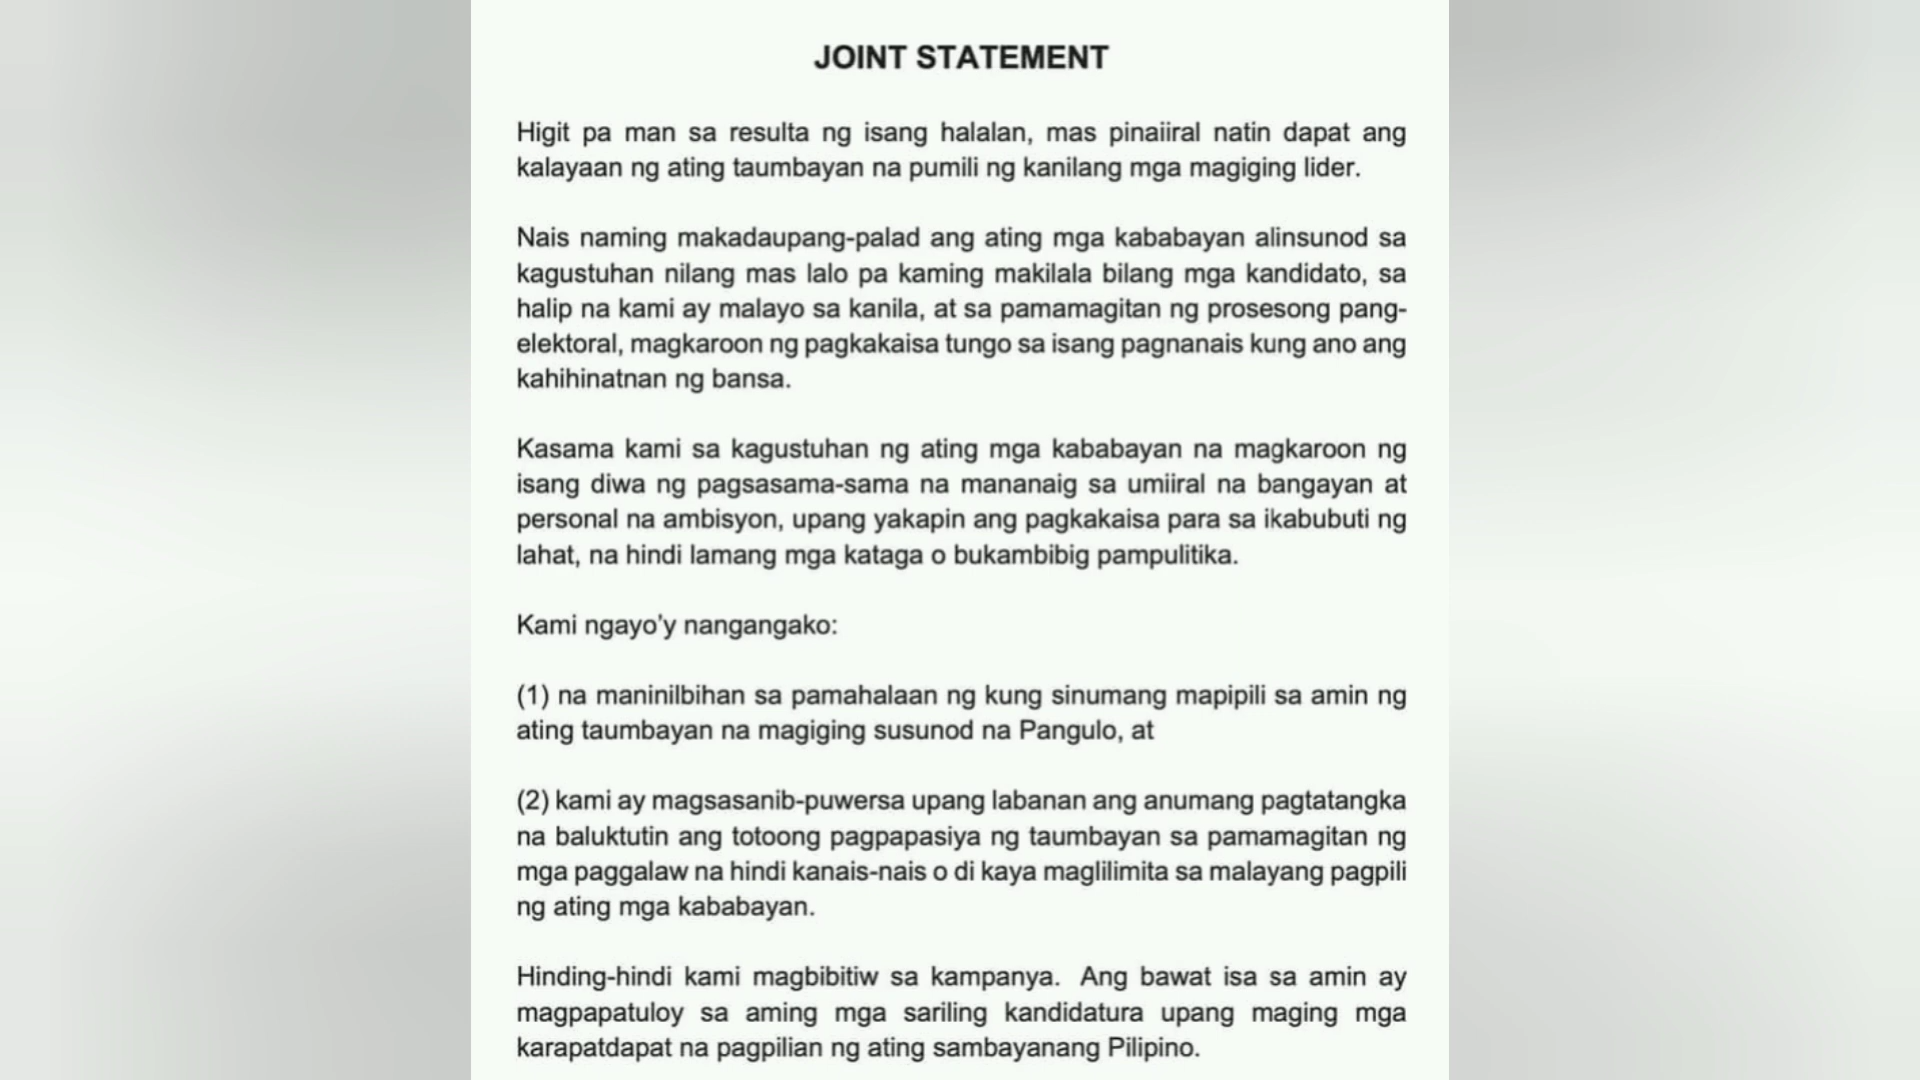 JOINT STATEMENT
Higit pa man sa resulta ng isang halalan, mas pinaiiral natin dapat ang
kalayaan ng ating taumbayan na pumili ng kanilang mga magiging lider.
Nais naming makadaupang-palad ang ating mga kababayan alinsunod sa
kagustuhan nilang mas lalo pa kaming makilala bilang mga kandidato, sa
halip na kami ay malayo sa kanila, at sa pamamagitan ng prosesong pang-
elektoral, magkaroon ng pagkakaisa tungo sa isang pagnanais kung ano ang
kahihinatnan ng bansa.
Kasama kami sa kagustuhan ng ating mga kababayan na magkaroon ng
isang diwa ng pagsasama-sama na mananaig sa umiiral na bangayan at
personal na ambisyon, upang yakapin ang pagkakaisa para sa ikabubuti ng
lahat, na hindi lamang mga kataga o bukambibig pampulitika.
Kami ngayo'y nangangako:
(1) na maninilbihan sa pamahalaan ng kung sinumang mapipili sa amin ng
ating taumbayan na magiging susunod na Pangulo, at
(2) kami ay magsasanib-puwersa upang labanan ang anumang pagtatangka
na baluktutin ang totoong pagpapasiya ng taumbayan sa pamamagitan ng
mga paggalaw na hindi kanais-nais o di kaya maglilimita sa malayang pagpili
ng ating mga kababayan.
Hinding-hindi kami magbibitiw sa kampanya. Ang bawat isa sa amin ay
magpapatuloy sa aming mga sariling kandidatura upang maging mga
karapatdapat na pagpilian ng ating sambayanang Pilipino.